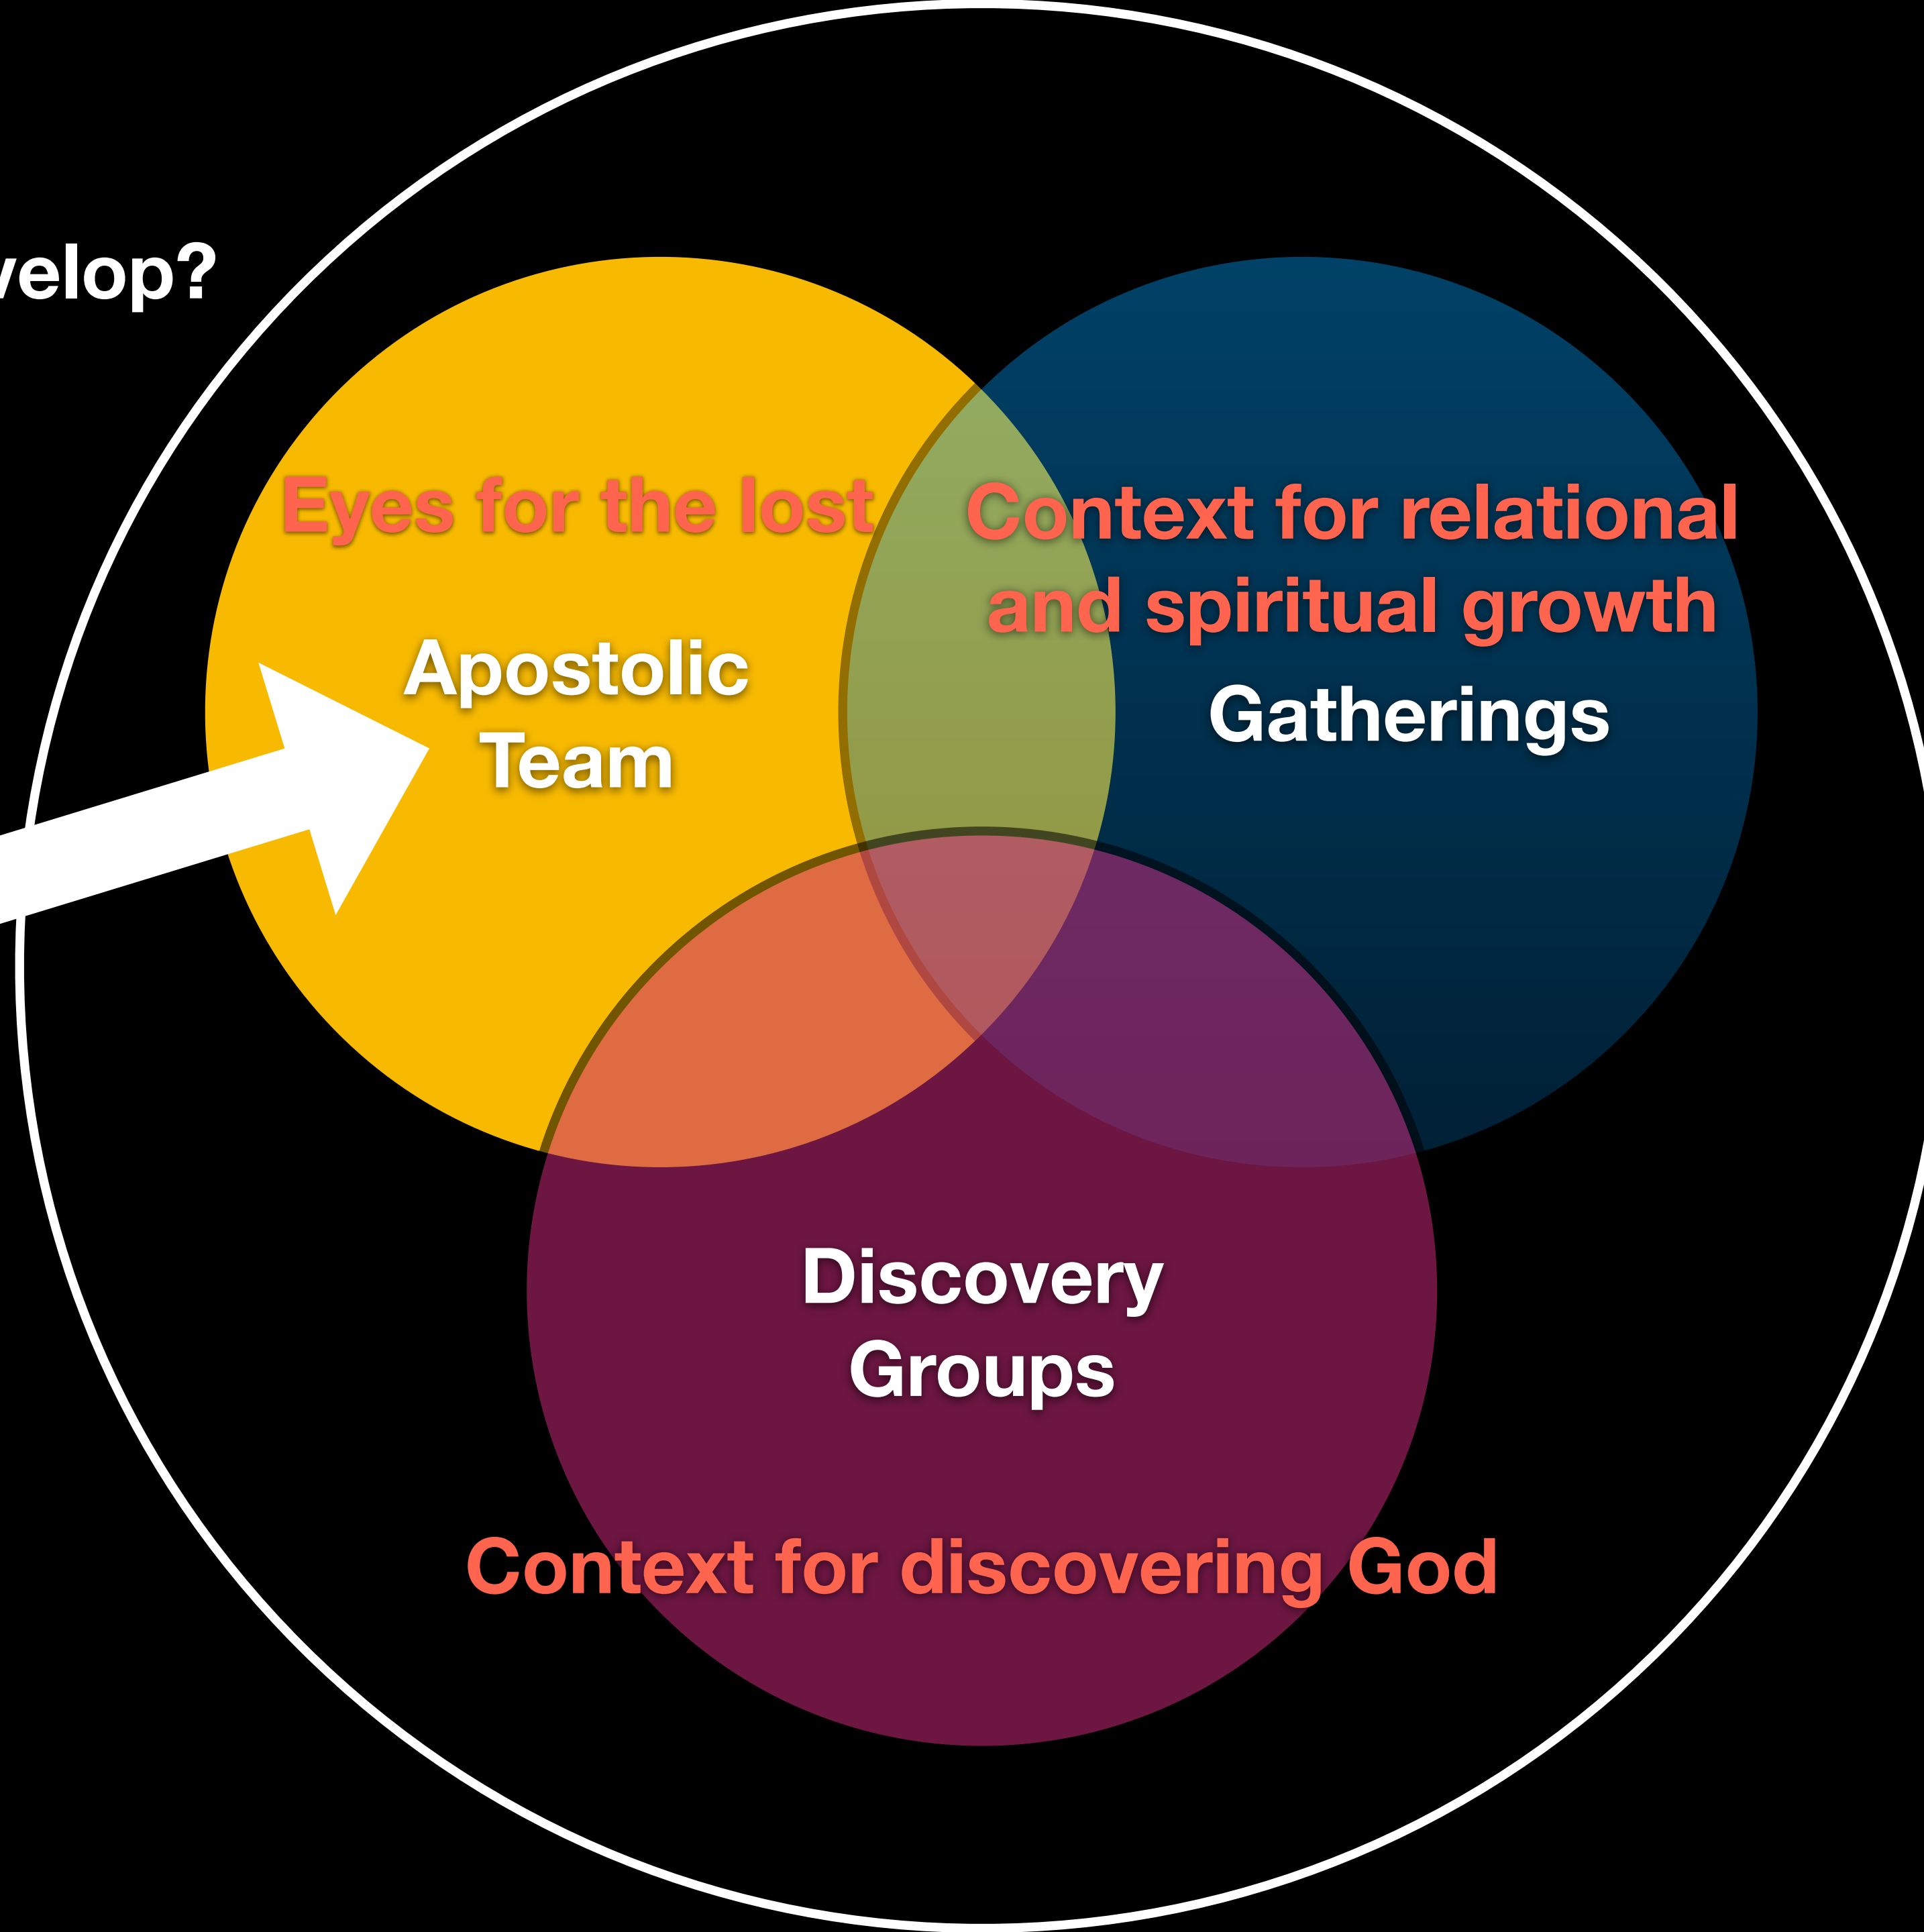 velop?
Eyes for the lost
Apostolic
Team
Context for relational
and spiritual growth
Gatherings
Discovery
Groups
Context for discovering God